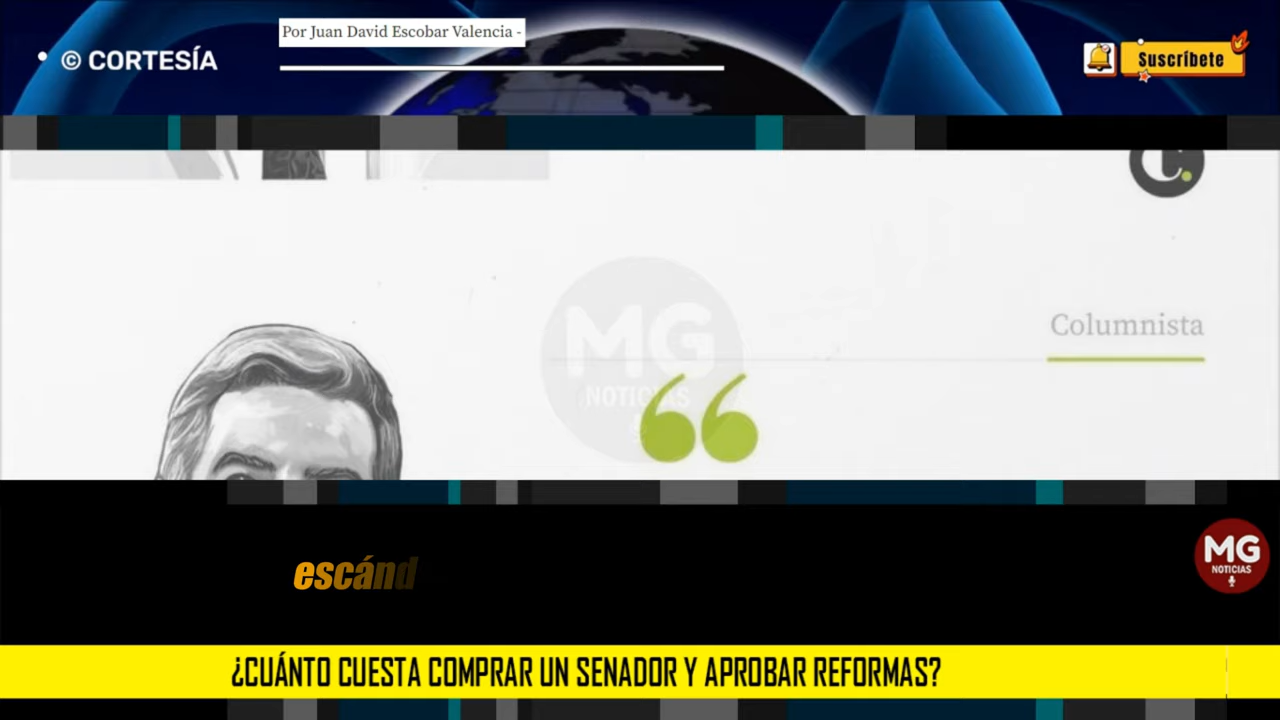 Por Juan David Escobar Valencia -
© CORTESÍA
Suscríbete
Columnista
MG
NOTICIAS
“
escánd
MG
NOTICIAS
¿CUÁNTO CUESTA COMPRAR UN SENADOR Y APROBAR REFORMAS?